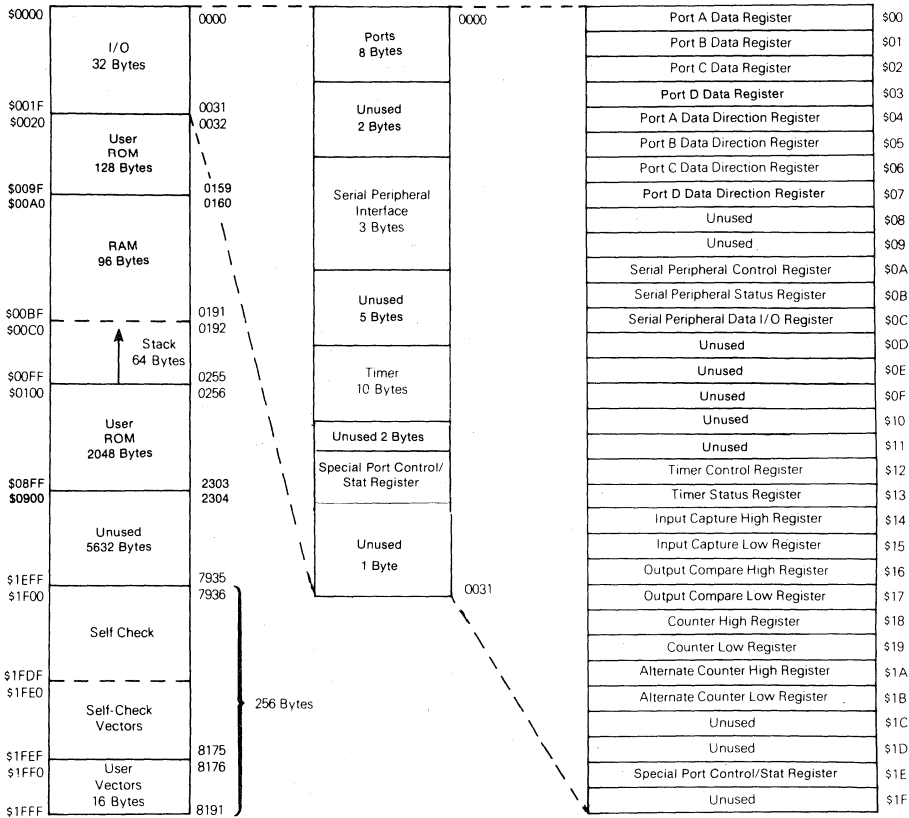 $0000
0000
I/O
32 Bytes
$001F
0031
$0020
0032
User
ROM
128 Bytes
$009F
0159
$00A0
0160
RAM
96 Bytes
$00BF
0191
$00C0
0192
Stack
64 Bytes
$00FF
0255
$0100
0256
User
ROM
2048 Bytes
$08FF
2303
$0900
2304
Unused
5632 Bytes
$1EFF
7935
$1F00
7936
Self Check
$1FDF
$1FE0
Self-Check
Vectors
$1FEF
8175
$1FF0
8176
User
Vectors
16 Bytes
$1FFF
8191
256 Bytes
0000
Ports
8 Bytes
Unused
2 Bytes
Serial Peripheral
Interface
3 Bytes
Unused
5 Bytes
Timer
10 Bytes
Unused 2 Bytes
Special Port Control/
Stat Register
Unused
1 Byte
0031
Port A Data Register $00
Port B Data Register $01
Port C Data Register $02
Port D Data Register $03
Port A Data Direction Register $04
Port B Data Direction Register $05
Port C Data Direction Register $06
Port D Data Direction Register $07
Unused $08
Unused $09
Serial Peripheral Control Register $0A
Serial Peripheral Status Register $0B
Serial Peripheral Data I/O Register $0C
Unused $0D
Unused $0E
Unused $0F
Unused $10
Unused $11
Timer Control Register $12
Timer Status Register $13
Input Capture High Register $14
Input Capture Low Register $15
Output Compare High Register $16
Output Compare Low Register $17
Counter High Register $18
Counter Low Register $19
Alternate Counter High Register $1A
Alternate Counter Low Register $1B
Unused $1C
Unused $1D
Special Port Control/Stat Register $1E
Unused $1F